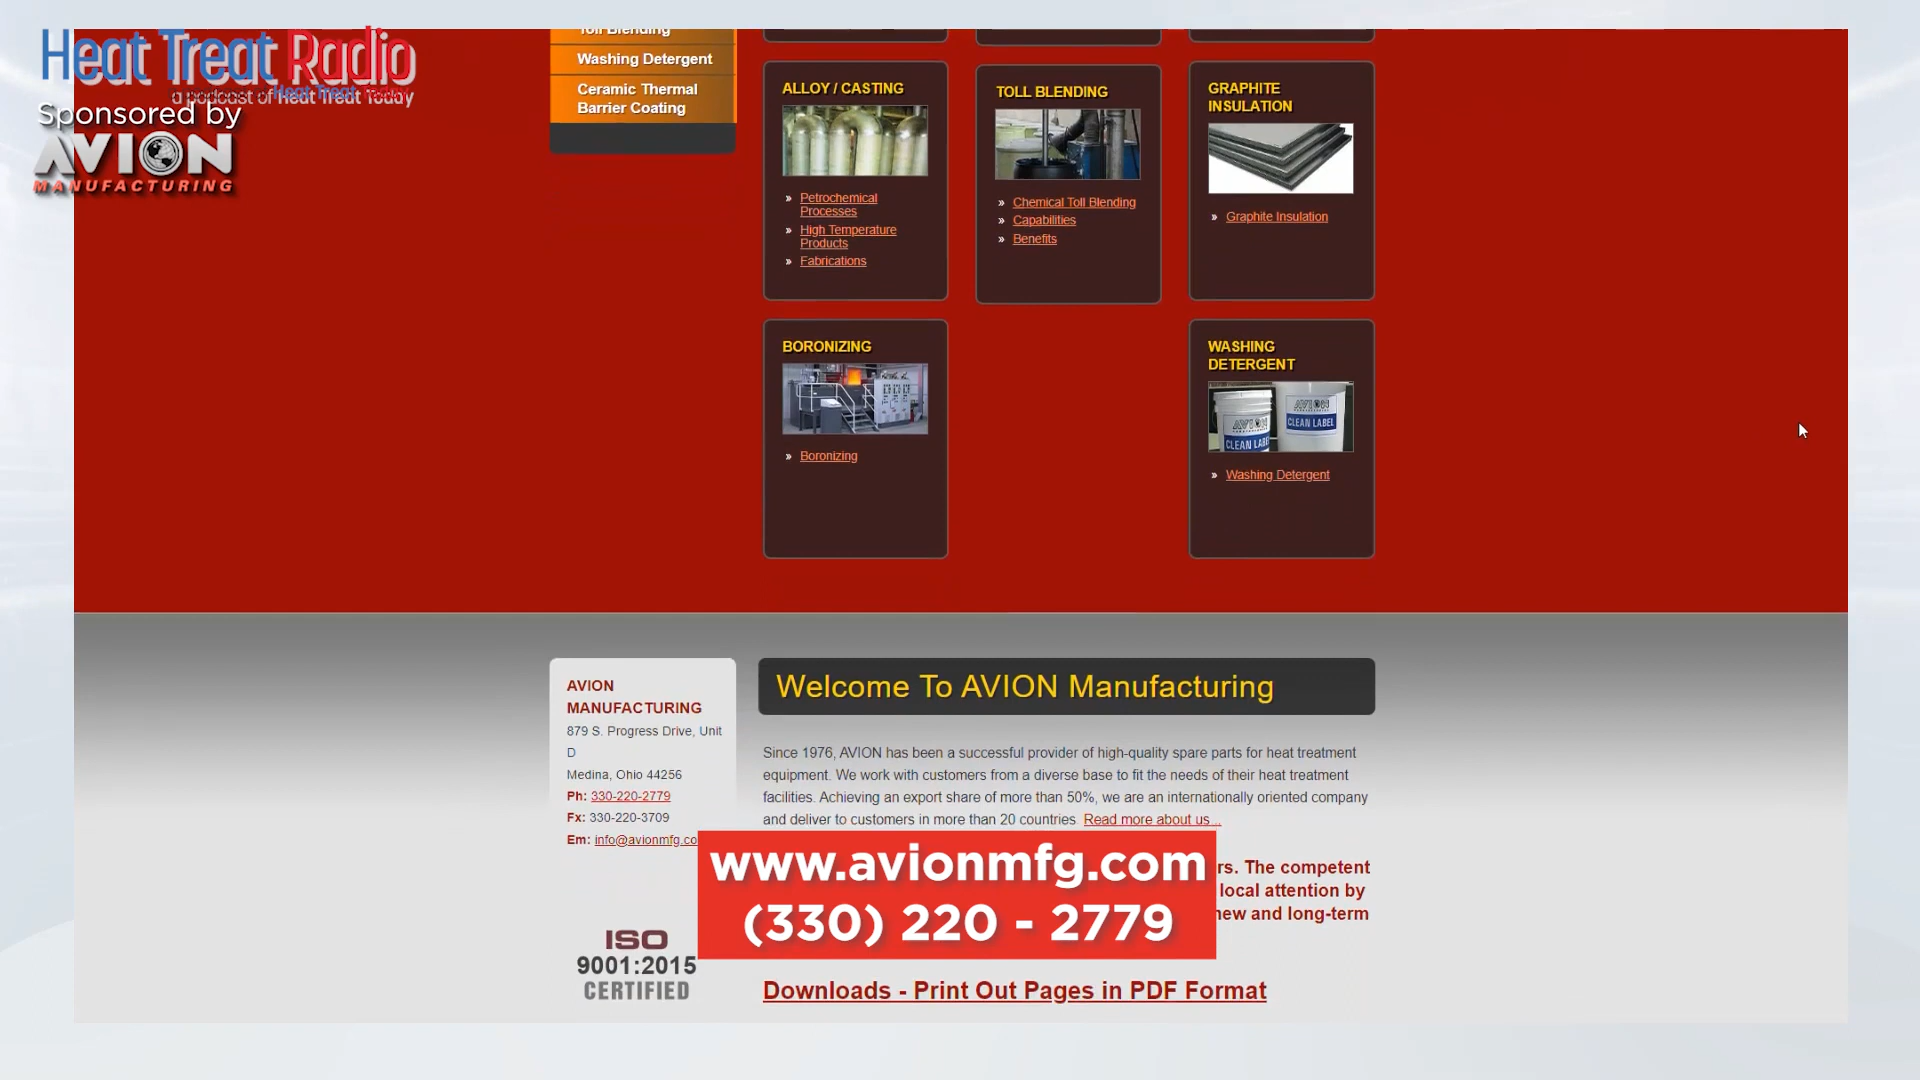 Heat Treat Radio
a podcast of Heat Treat Today
Sponsored by
AVION
MANUFACTURING
Toll Blending
Washing Detergent
Ceramic Thermal
Barrier Coating
ALLOY / CASTING
» Petrochemical
Processes
» High Temperature
Products
» Fabrications
TOLL BLENDING
» Chemical Toll Blending
» Capabilities
» Benefits
GRAPHITE
INSULATION
» Graphite Insulation
BORONIZING
» Boronizing
WASHING
DETERGENT
AVION
CLEAN LABEL
AVION
CLEAN LABEL
» Washing Detergent
AVION
MANUFACTURING
879 S. Progress Drive, Unit
D
Medina, Ohio 44256
Ph: 330-220-2779
Fx: 330-220-3709
Em: info@avionmfg.co
ISO
9001:2015
CERTIFIED
Welcome To AVION Manufacturing
Since 1976, AVION has been a successful provider of high-quality spare parts for heat treatment
equipment. We work with customers from a diverse base to fit the needs of their heat treatment
facilities. Achieving an export share of more than 50%, we are an internationally oriented company
and deliver to customers in more than 20 countries Read more about us...
rs. The competent
local attention by
new and long-term
www.avionmfg.com
(330) 220 - 2779
Downloads - Print Out Pages in PDF Format